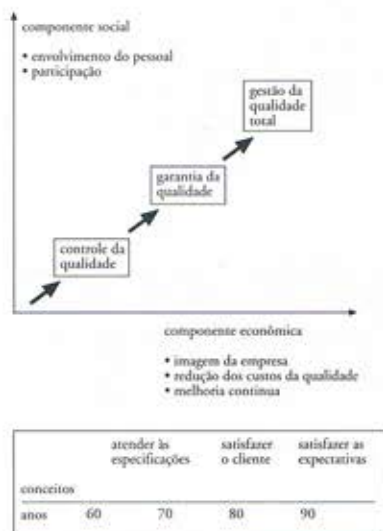 componente social
• envolvimento do pessoal
• participação
gestão da
qualidade
total
garantia da
qualidade
controle da
qualidade
componente econômica
• imagem da empresa
• redução dos custos da qualidade
• melhoria continua
atender às
especificações
satisfazer
o cliente
satisfazer as
expectativas
conceitos
anos 60 70 80 90